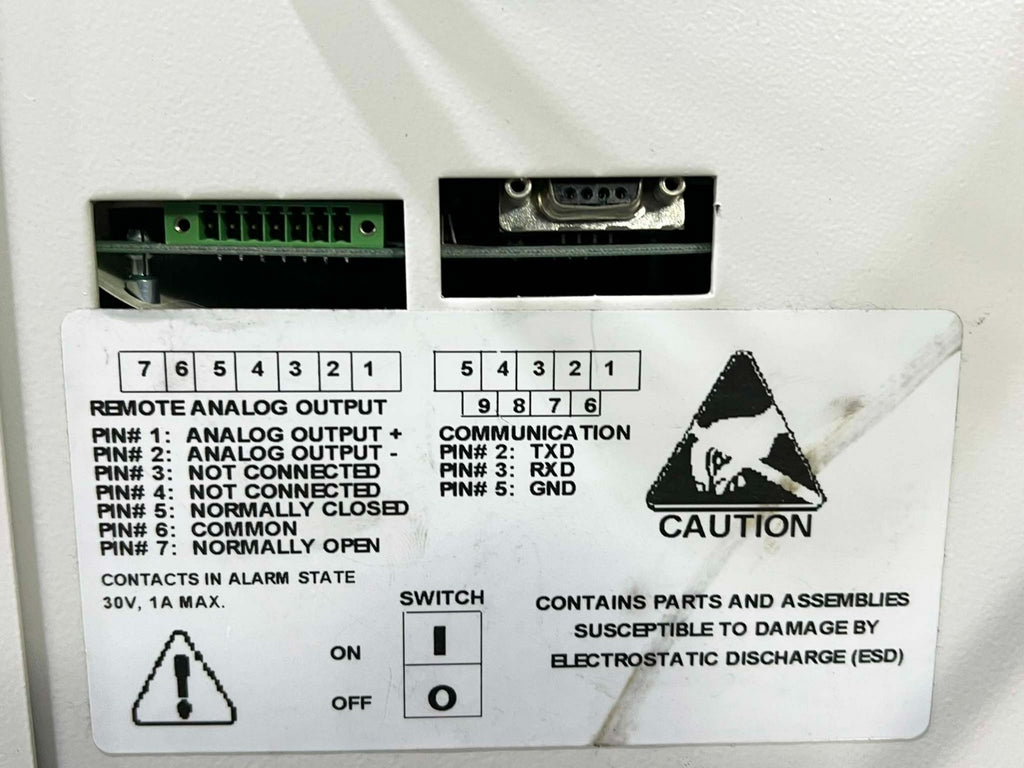 7 6 5 4 3 2 1
REMOTE ANALOG OUTPUT
PIN# 1: ANALOG OUTPUT +
PIN# 2: ANALOG OUTPUT -
PIN# 3: NOT CONNECTED
PIN# 4: NOT CONNECTED
PIN# 5: NORMALLY CLOSED
PIN# 6: COMMON
PIN# 7: NORMALLY OPEN
CONTACTS IN ALARM STATE
30V, 1A MAX.
5 4 3 2 1
9 8 7 6
COMMUNICATION
PIN# 2: TXD
PIN# 3: RXD
PIN# 5: GND
CAUTION
SWITCH
ON I
OFF O
CONTAINS PARTS AND ASSEMBLIES
SUSCEPTIBLE TO DAMAGE BY
ELECTROSTATIC DISCHARGE (ESD)